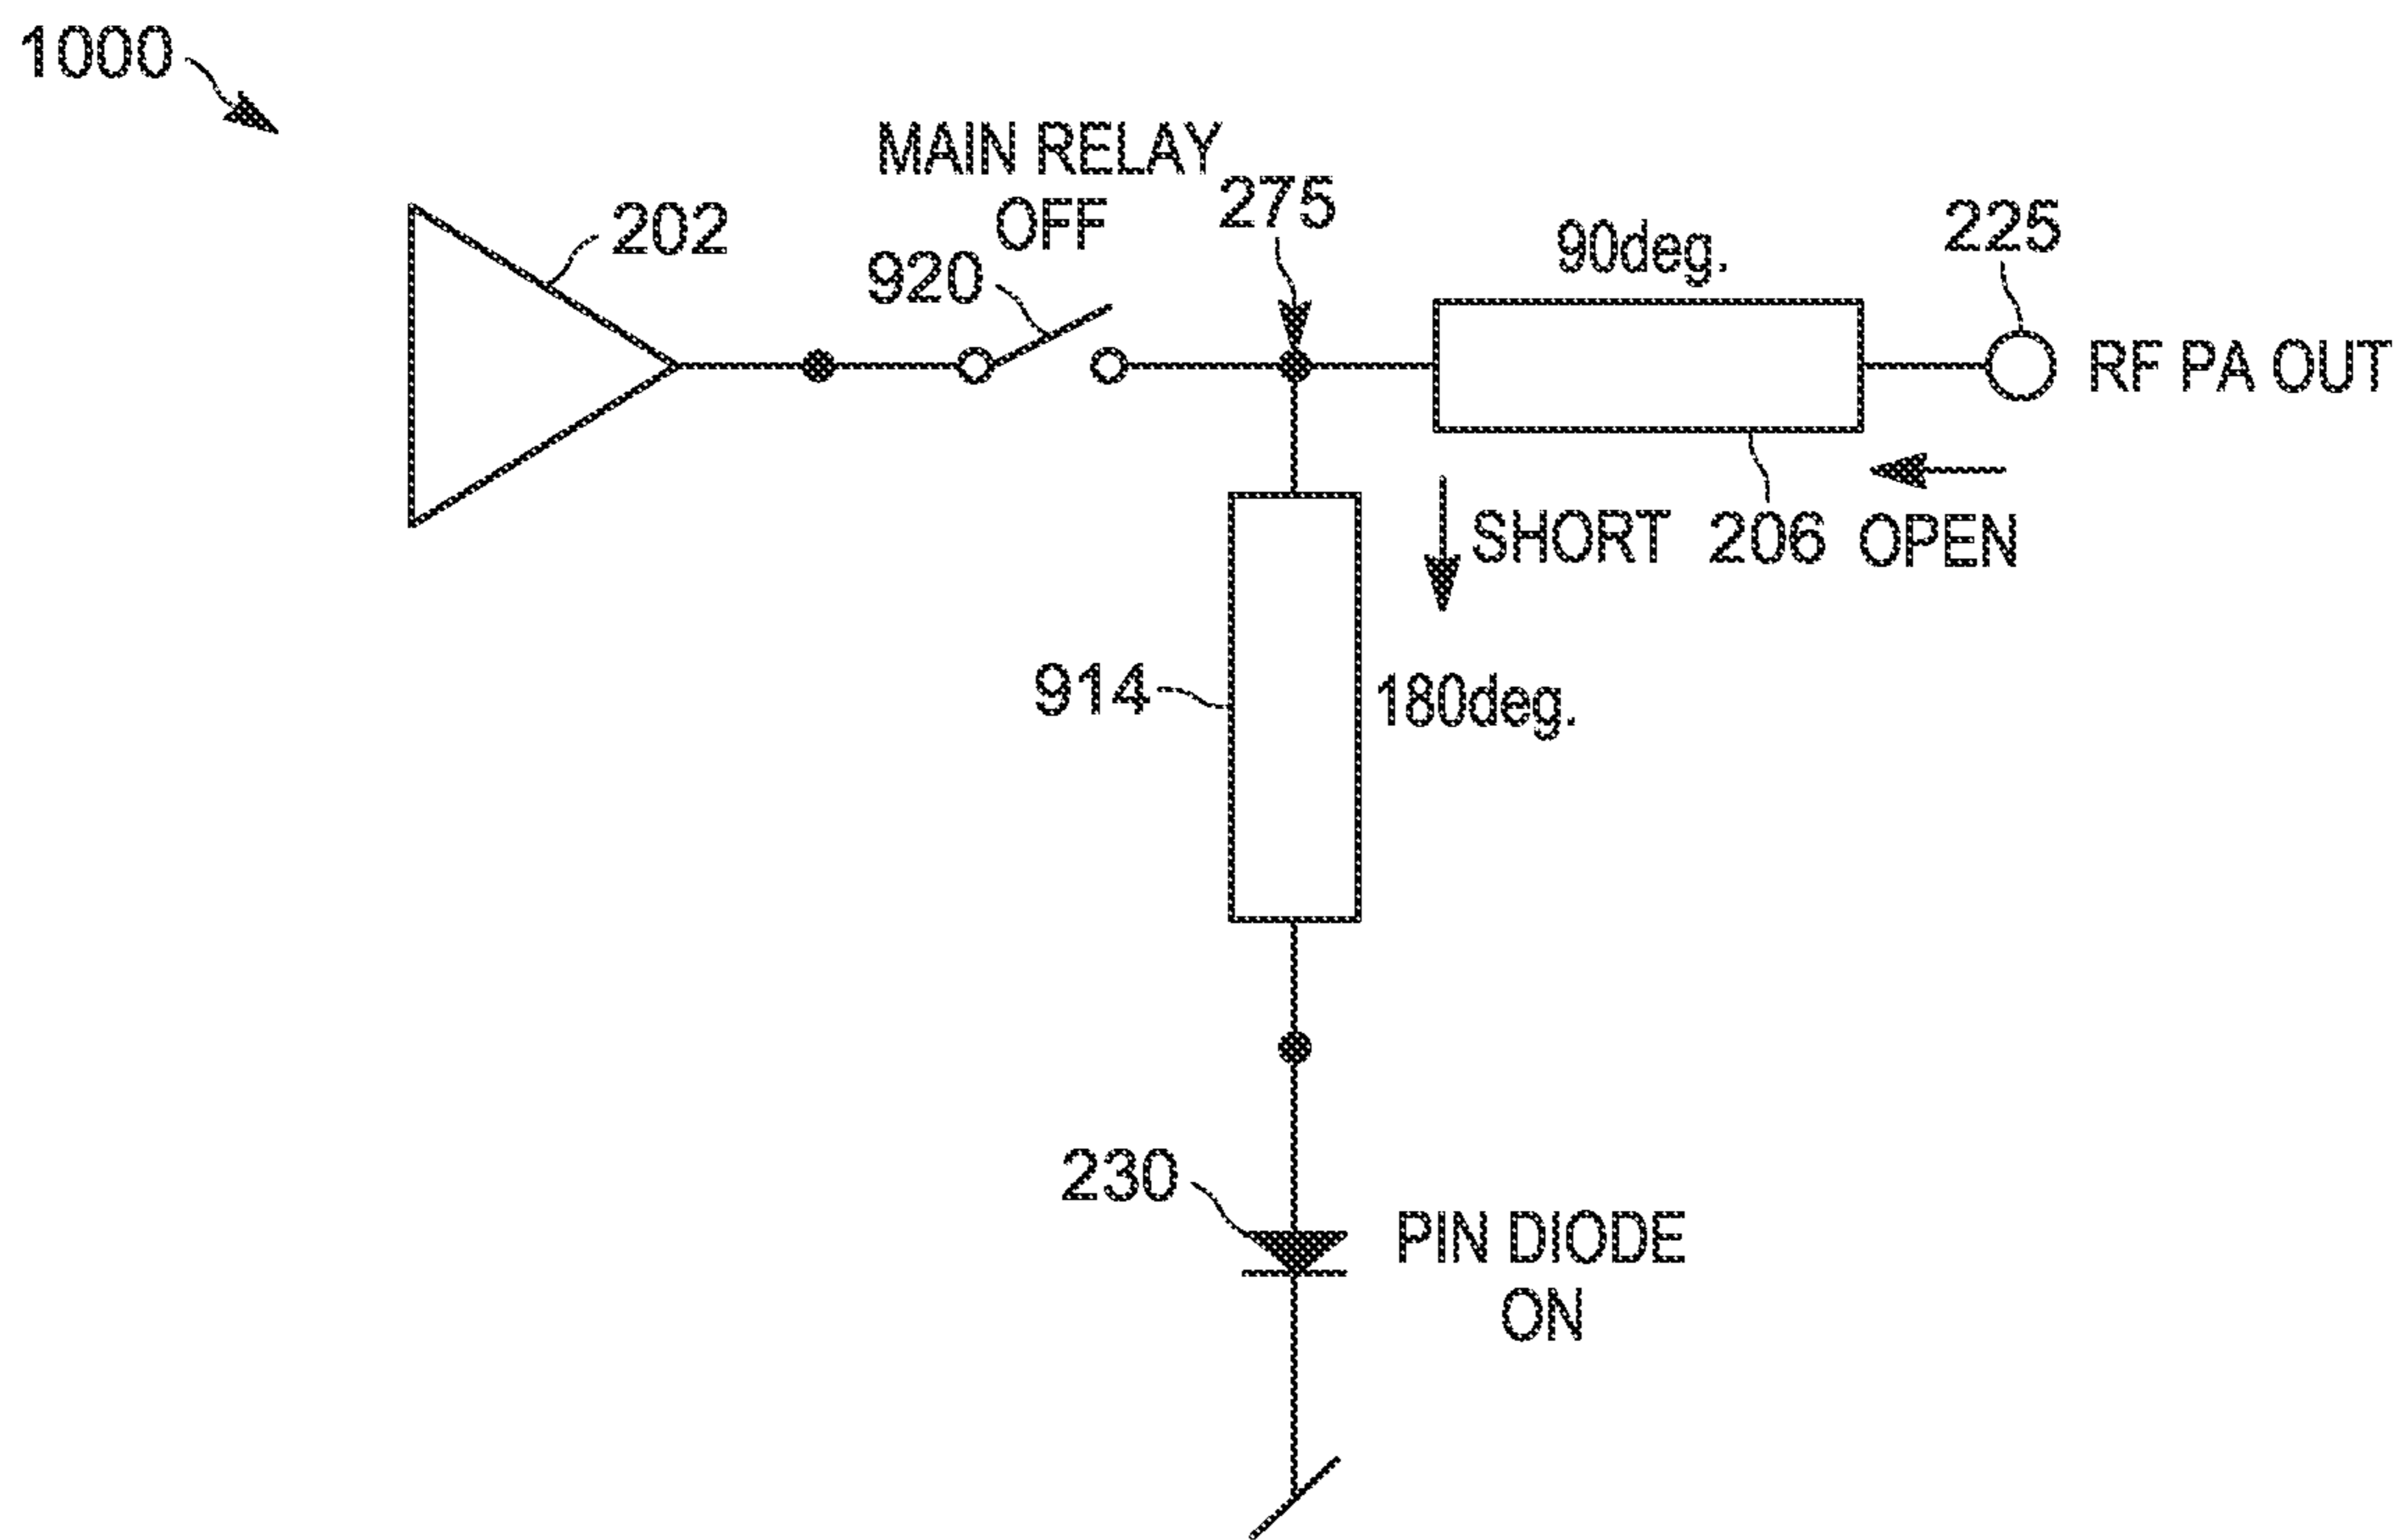 1000
MAIN RELAY
OFF
275
202
920
90deg.
225
RF PA OUT
SHORT
206
OPEN
914
180deg.
230
PIN DIODE
ON